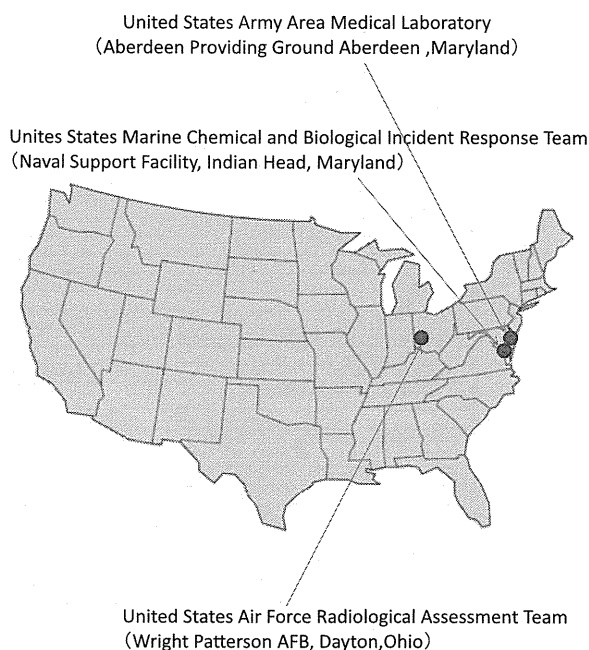 United States Army Area Medical Laboratory
（Aberdeen Providing Ground Aberdeen ,Maryland）
Unites States Marine Chemical and Biological Incident Response Team
（Naval Support Facility, Indian Head, Maryland）
United States Air Force Radiological Assessment Team
（Wright Patterson AFB, Dayton,Ohio）